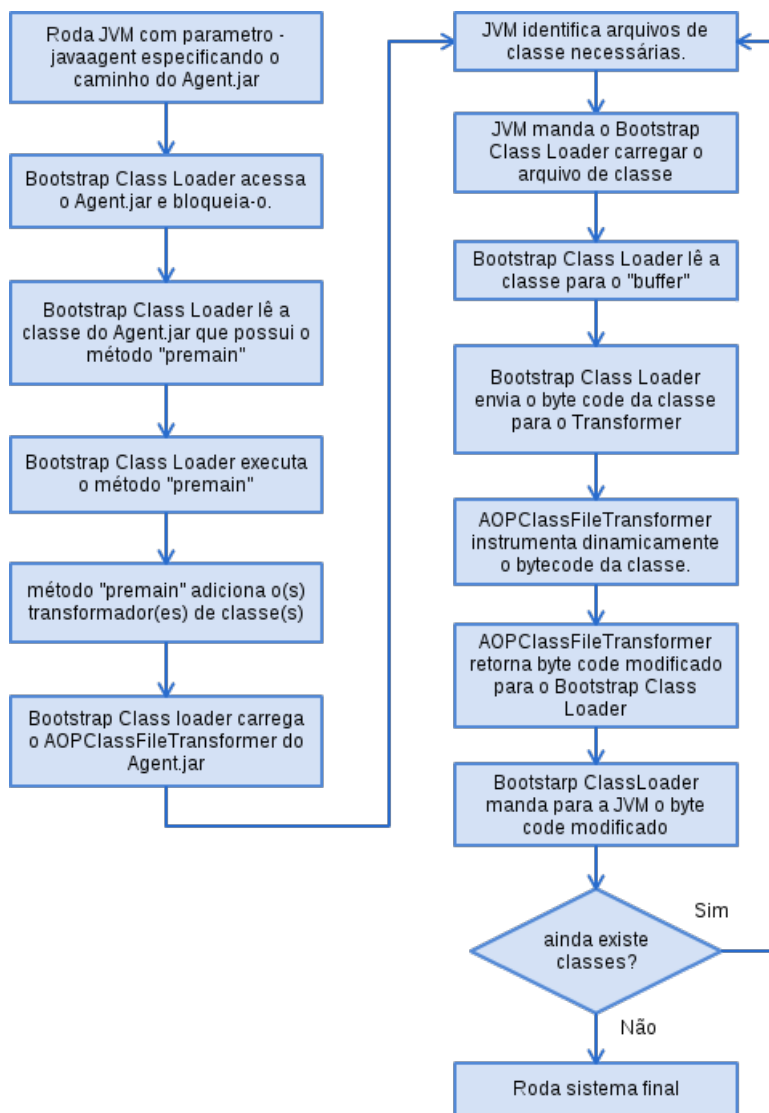 Roda JVM com parametro -
javaagent especificando o
caminho do Agent.jar
Bootstrap Class Loader acessa
o Agent.jar e bloqueia-o.
Bootstrap Class Loader lê a
classe do Agent.jar que possui o
método "premain"
Bootstrap Class Loader executa
o método "premain"
método "premain" adiciona o(s)
transformador(es) de classe(s)
Bootstrap Class loader carrega
o AOPClassFileTransformer do
Agent.jar
JVM identifica arquivos de
classe necessárias.
JVM manda o Bootstrap
Class Loader carregar o
arquivo de classe
Bootstrap Class Loader lê a
classe para o "buffer"
Bootstrap Class Loader
envia o byte code da classe
para o Transformer
AOPClassFileTransformer
instrumenta dinamicamente
o bytecode da classe.
AOPClassFileTransformer
retorna byte code modificado
para o Bootstrap Class
Loader
Bootstarp ClassLoader
manda para a JVM o byte
code modificado
ainda existe
classes?
Sim
Não
Roda sistema final